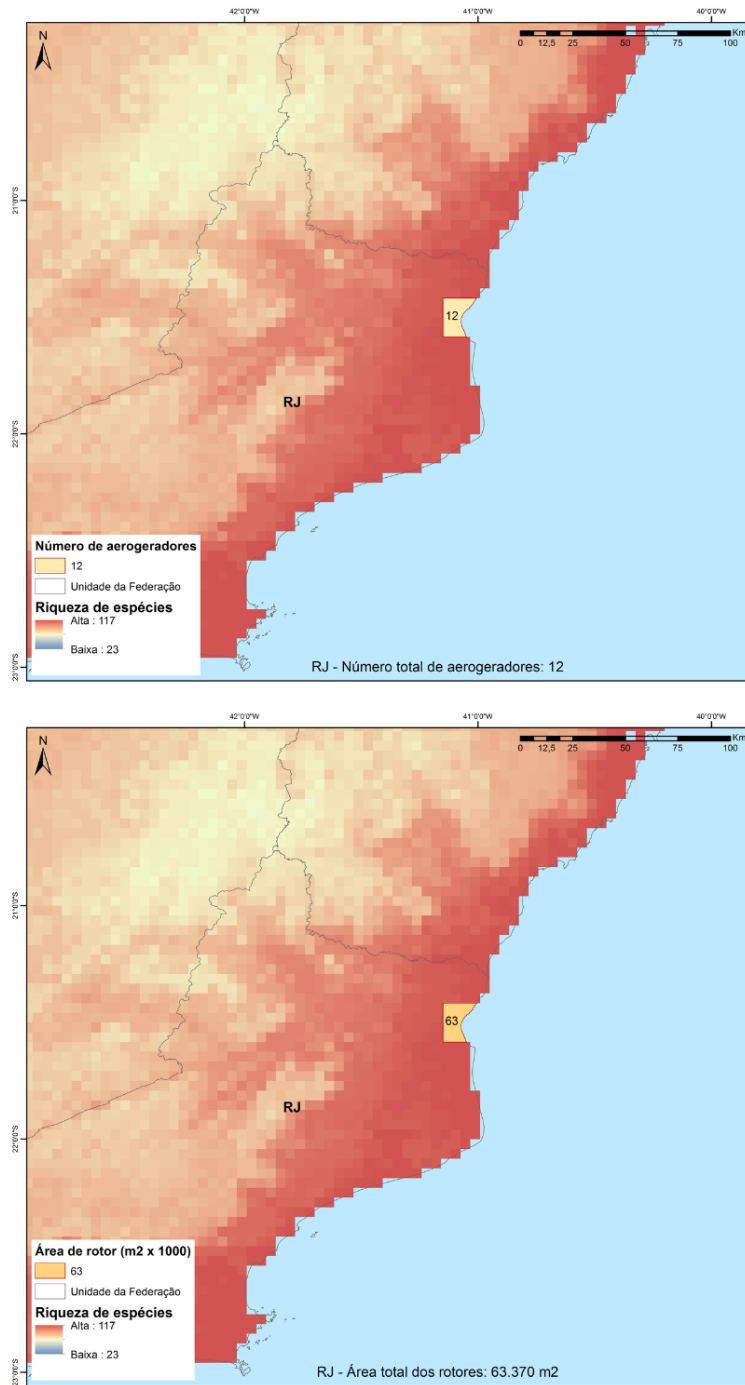 42°0'0"W
41°0'0"W
40°0'0"W
N
Km
0 12,5 25 50 75 100
21°0'0"S
12
RJ
22°0'0"S
Número de aerogeradores
12
Unidade da Federação
Riqueza de espécies
Alta : 117
Baixa : 23
23°0'0"S
RJ - Número total de aerogeradores: 12
42°0'0"W
41°0'0"W
40°0'0"W
N
Km
0 12,5 25 50 75 100
21°0'0"S
63
RJ
22°0'0"S
Área de rotor (m2 x 1000)
63
Unidade da Federação
Riqueza de espécies
Alta : 117
Baixa : 23
23°0'0"S
RJ - Área total dos rotores: 63.370 m2